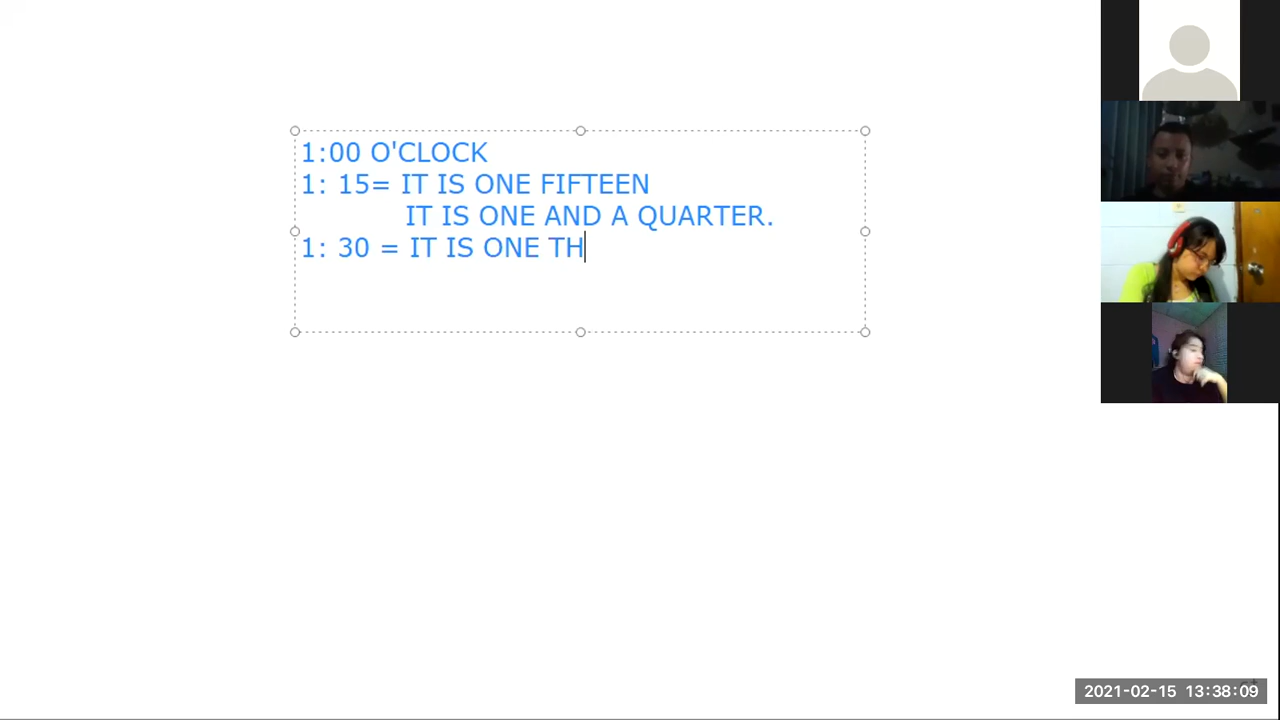 1:00 O'CLOCK
1: 15= IT IS ONE FIFTEEN
IT IS ONE AND A QUARTER.
1: 30 = IT IS ONE TH
2021-02-15 13:38:09